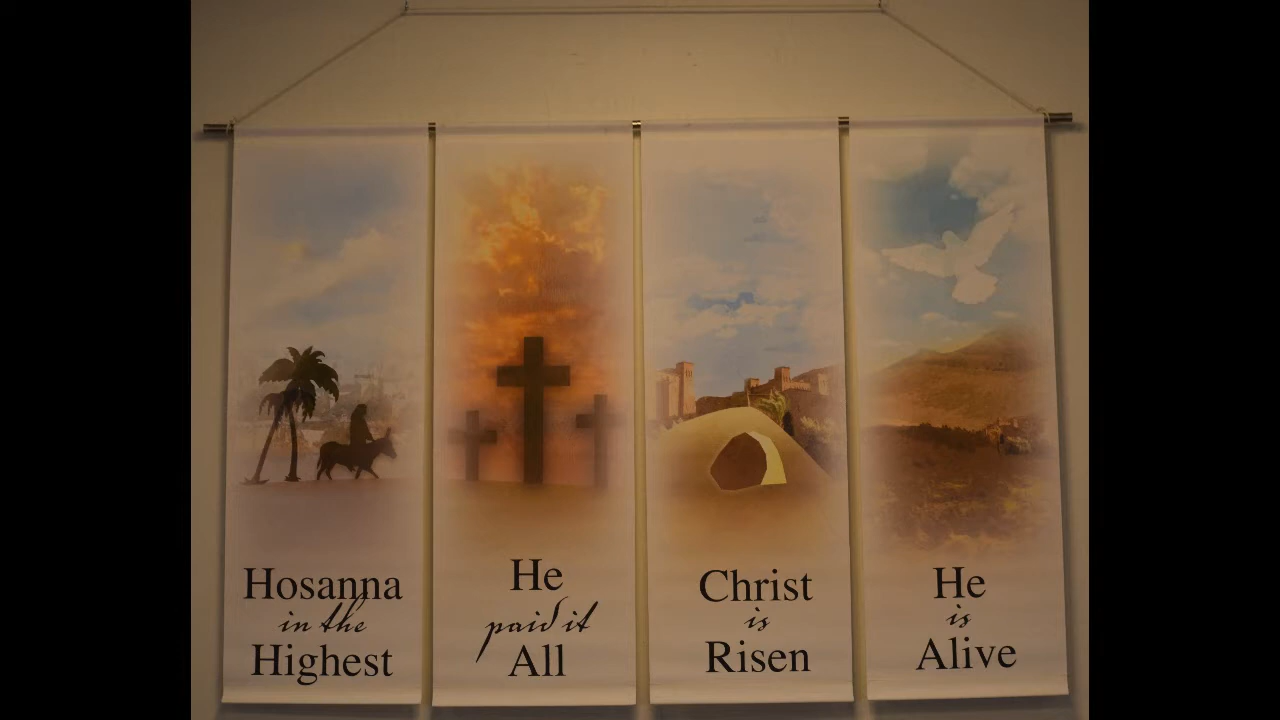 Hosanna
in the
Highest
He
paid it
All
Christ
is
Risen
He
is
Alive